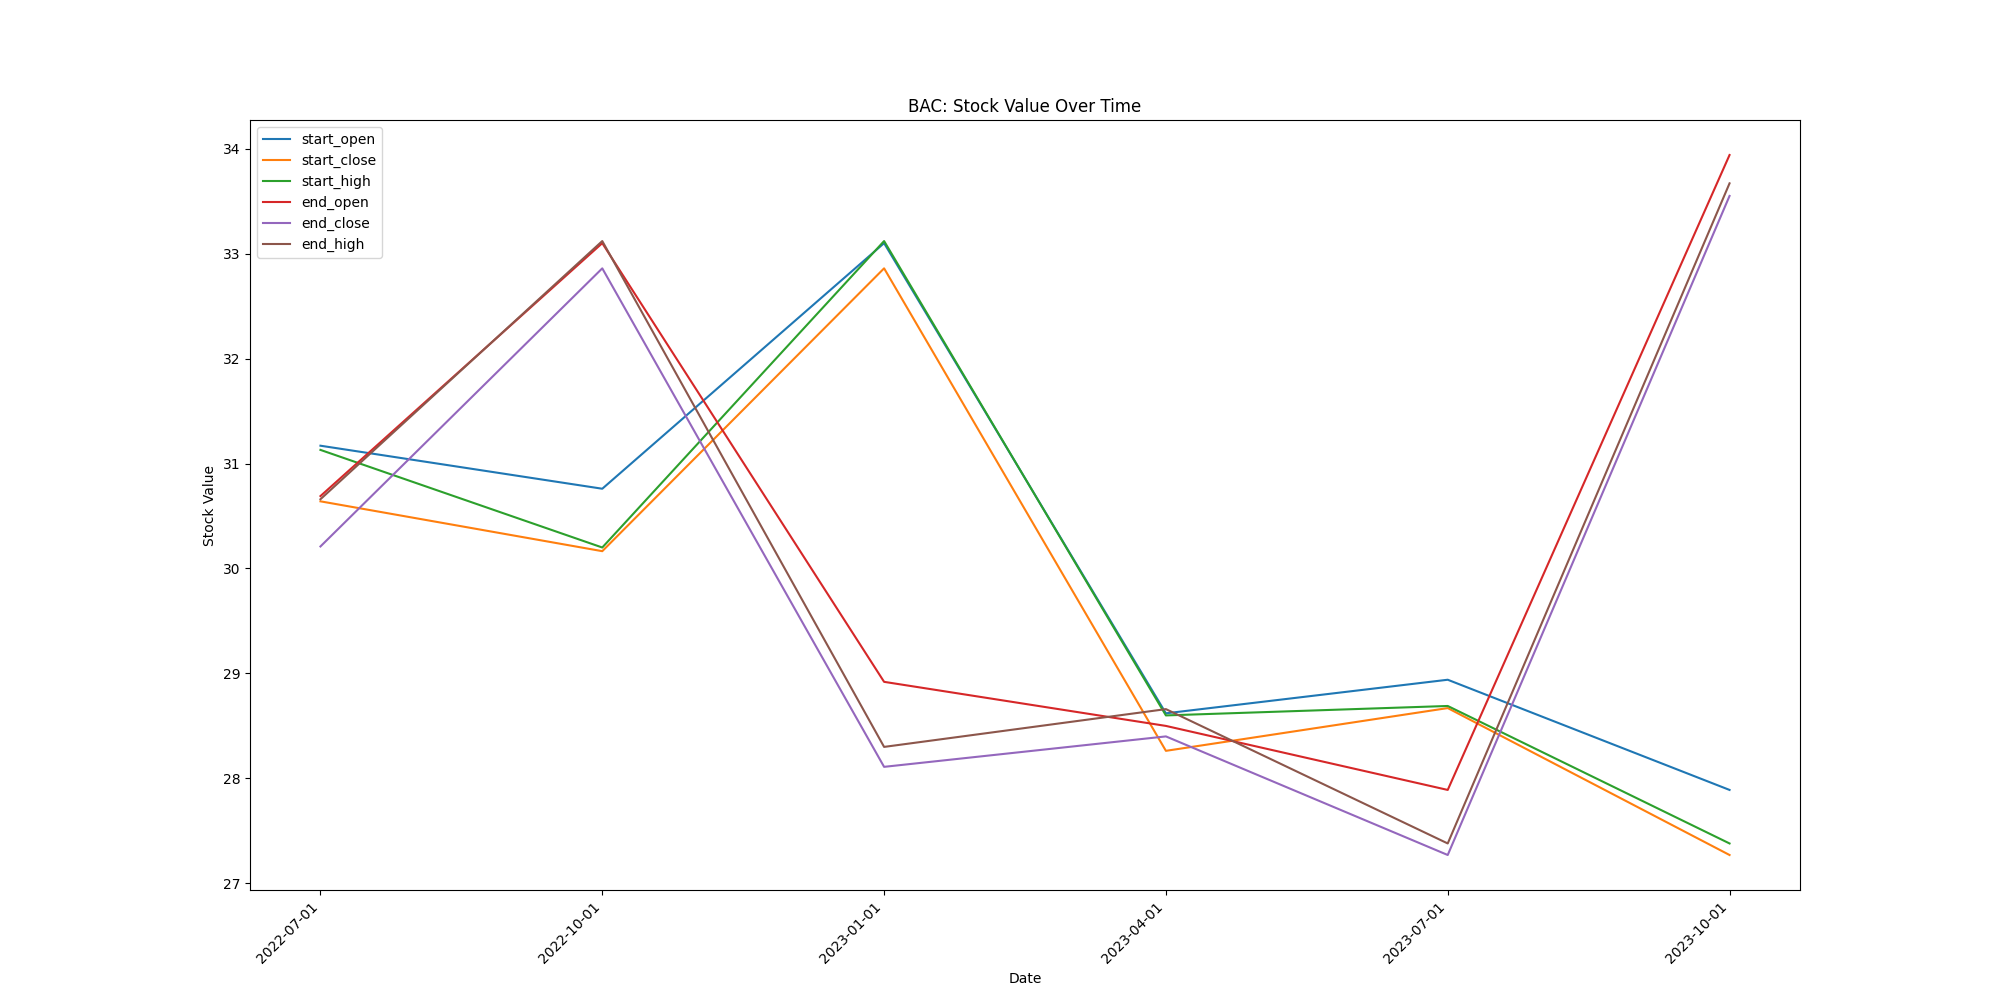 BAC: Stock Value Over Time
start_open
start_close
start_high
end_open
end_close
end_high
Stock Value
34
33
32
31
30
29
28
27
2022-07-01
2022-10-01
2023-01-01
2023-04-01
2023-07-01
2023-10-01
Date